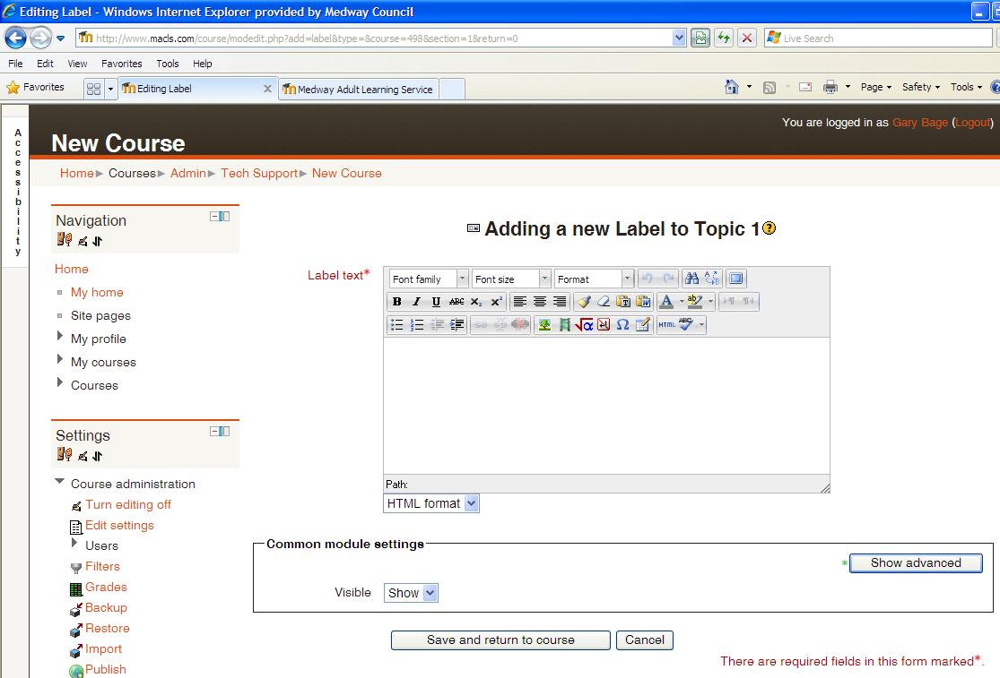 Editing Label - Windows Internet Explorer provided by Medway Council
http://www.macls.com/course/modedit.php?add=label&type=&course=498&section=1&return=0
Live Search
File Edit View Favorites Tools Help
Favorites
Editing Label
Medway Adult Learning Service
Page Safety Tools
Accessibility
You are logged in as Gary Bage (Logout)
New Course
Home Courses Admin Tech Support New Course
Navigation
Home
My home
Site pages
My profile
My courses
Courses
Settings
Course administration
Turn editing off
Edit settings
Users
Filters
Grades
Backup
Restore
Import
Publish
Adding a new Label to Topic 1
Label text*
Font family Font size Format
B I U ABC X₂ X²
HTML ABC
Path:
HTML format
Common module settings
* Show advanced
Visible Show
Save and return to course Cancel
There are required fields in this form marked*.